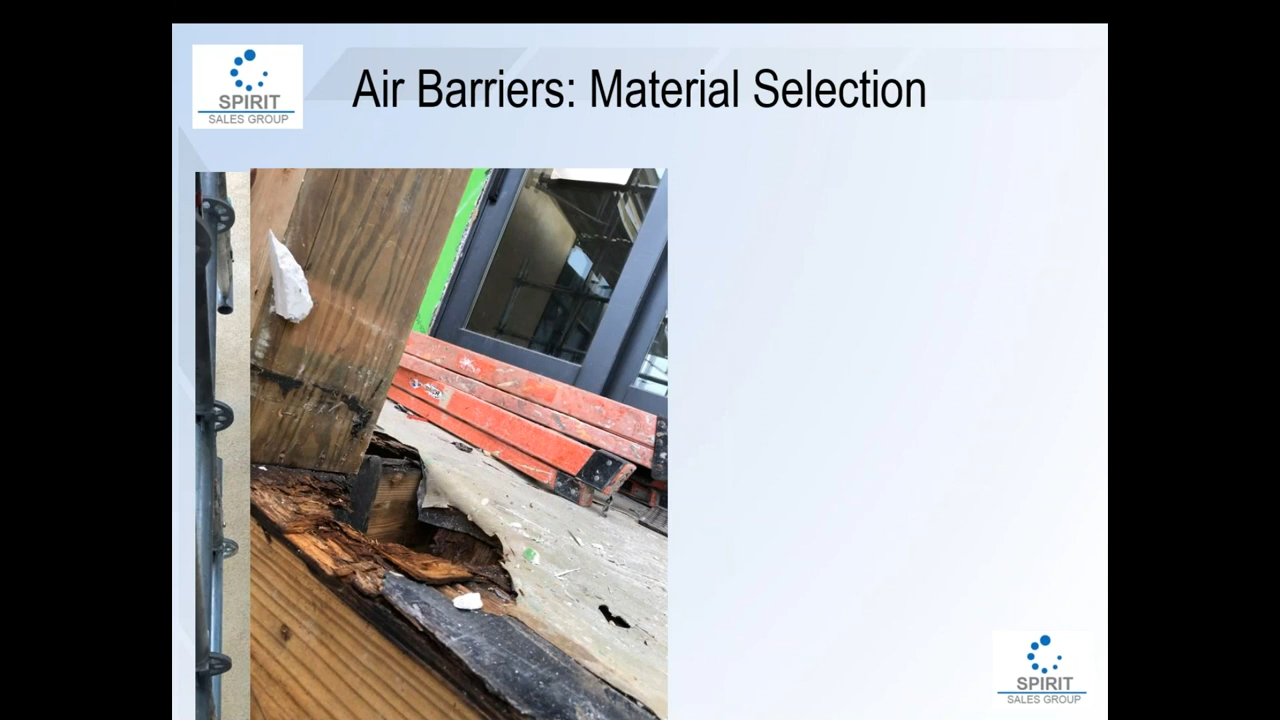 SPIRIT
SALES GROUP
Air Barriers: Material Selection
SPIRIT
SALES GROUP